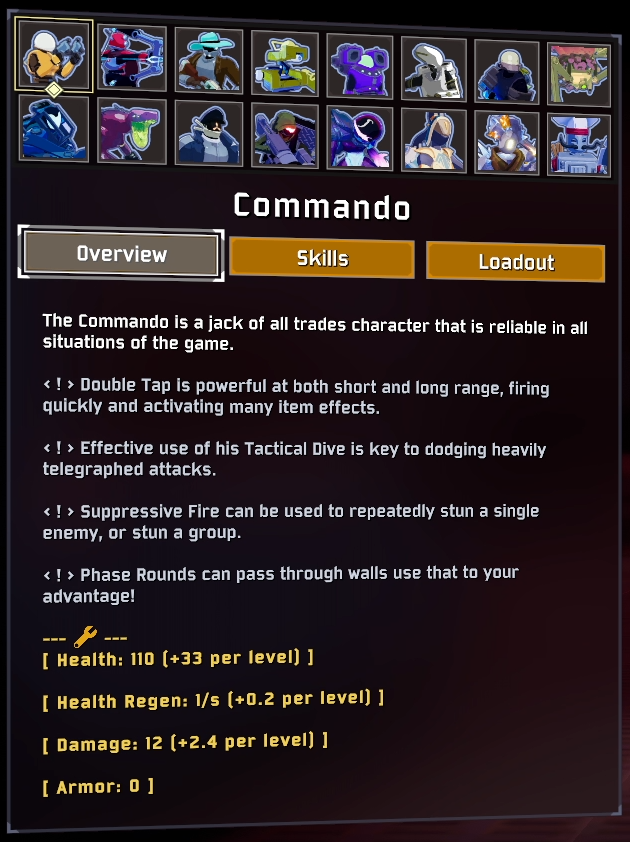 Commando
Overview
Skills
Loadout
The Commando is a jack of all trades character that is reliable in all
situations of the game.
< ! > Double Tap is powerful at both short and long range, firing
quickly and activating many item effects.
< ! > Effective use of his Tactical Dive is key to dodging heavily
telegraphed attacks.
< ! > Suppressive Fire can be used to repeatedly stun a single
enemy, or stun a group.
< ! > Phase Rounds can pass through walls use that to your
advantage!
--- ---
[ Health: 110 (+33 per level) ]
[ Health Regen: 1/s (+0.2 per level) ]
[ Damage: 12 (+2.4 per level) ]
[ Armor: 0 ]